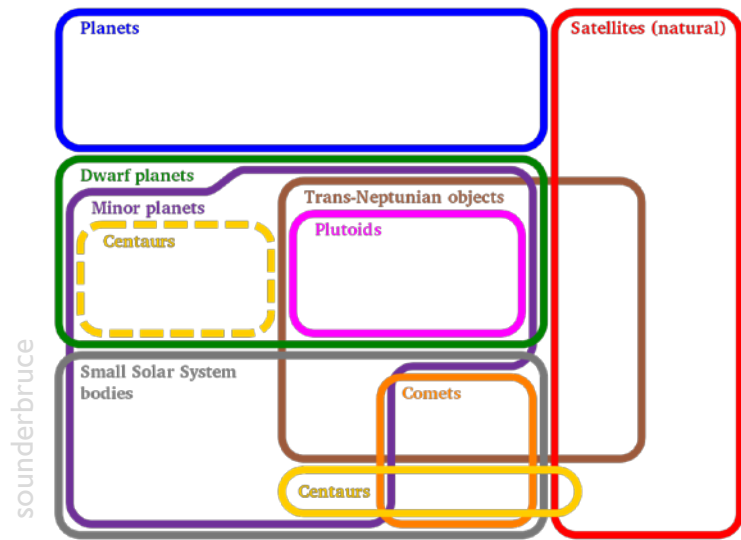 Planets
Satellites (natural)
Dwarf planets
Minor planets
Trans-Neptunian objects
Centaurs
Plutoids
Small Solar System
bodies
Comets
Centaurs
sounderbruce